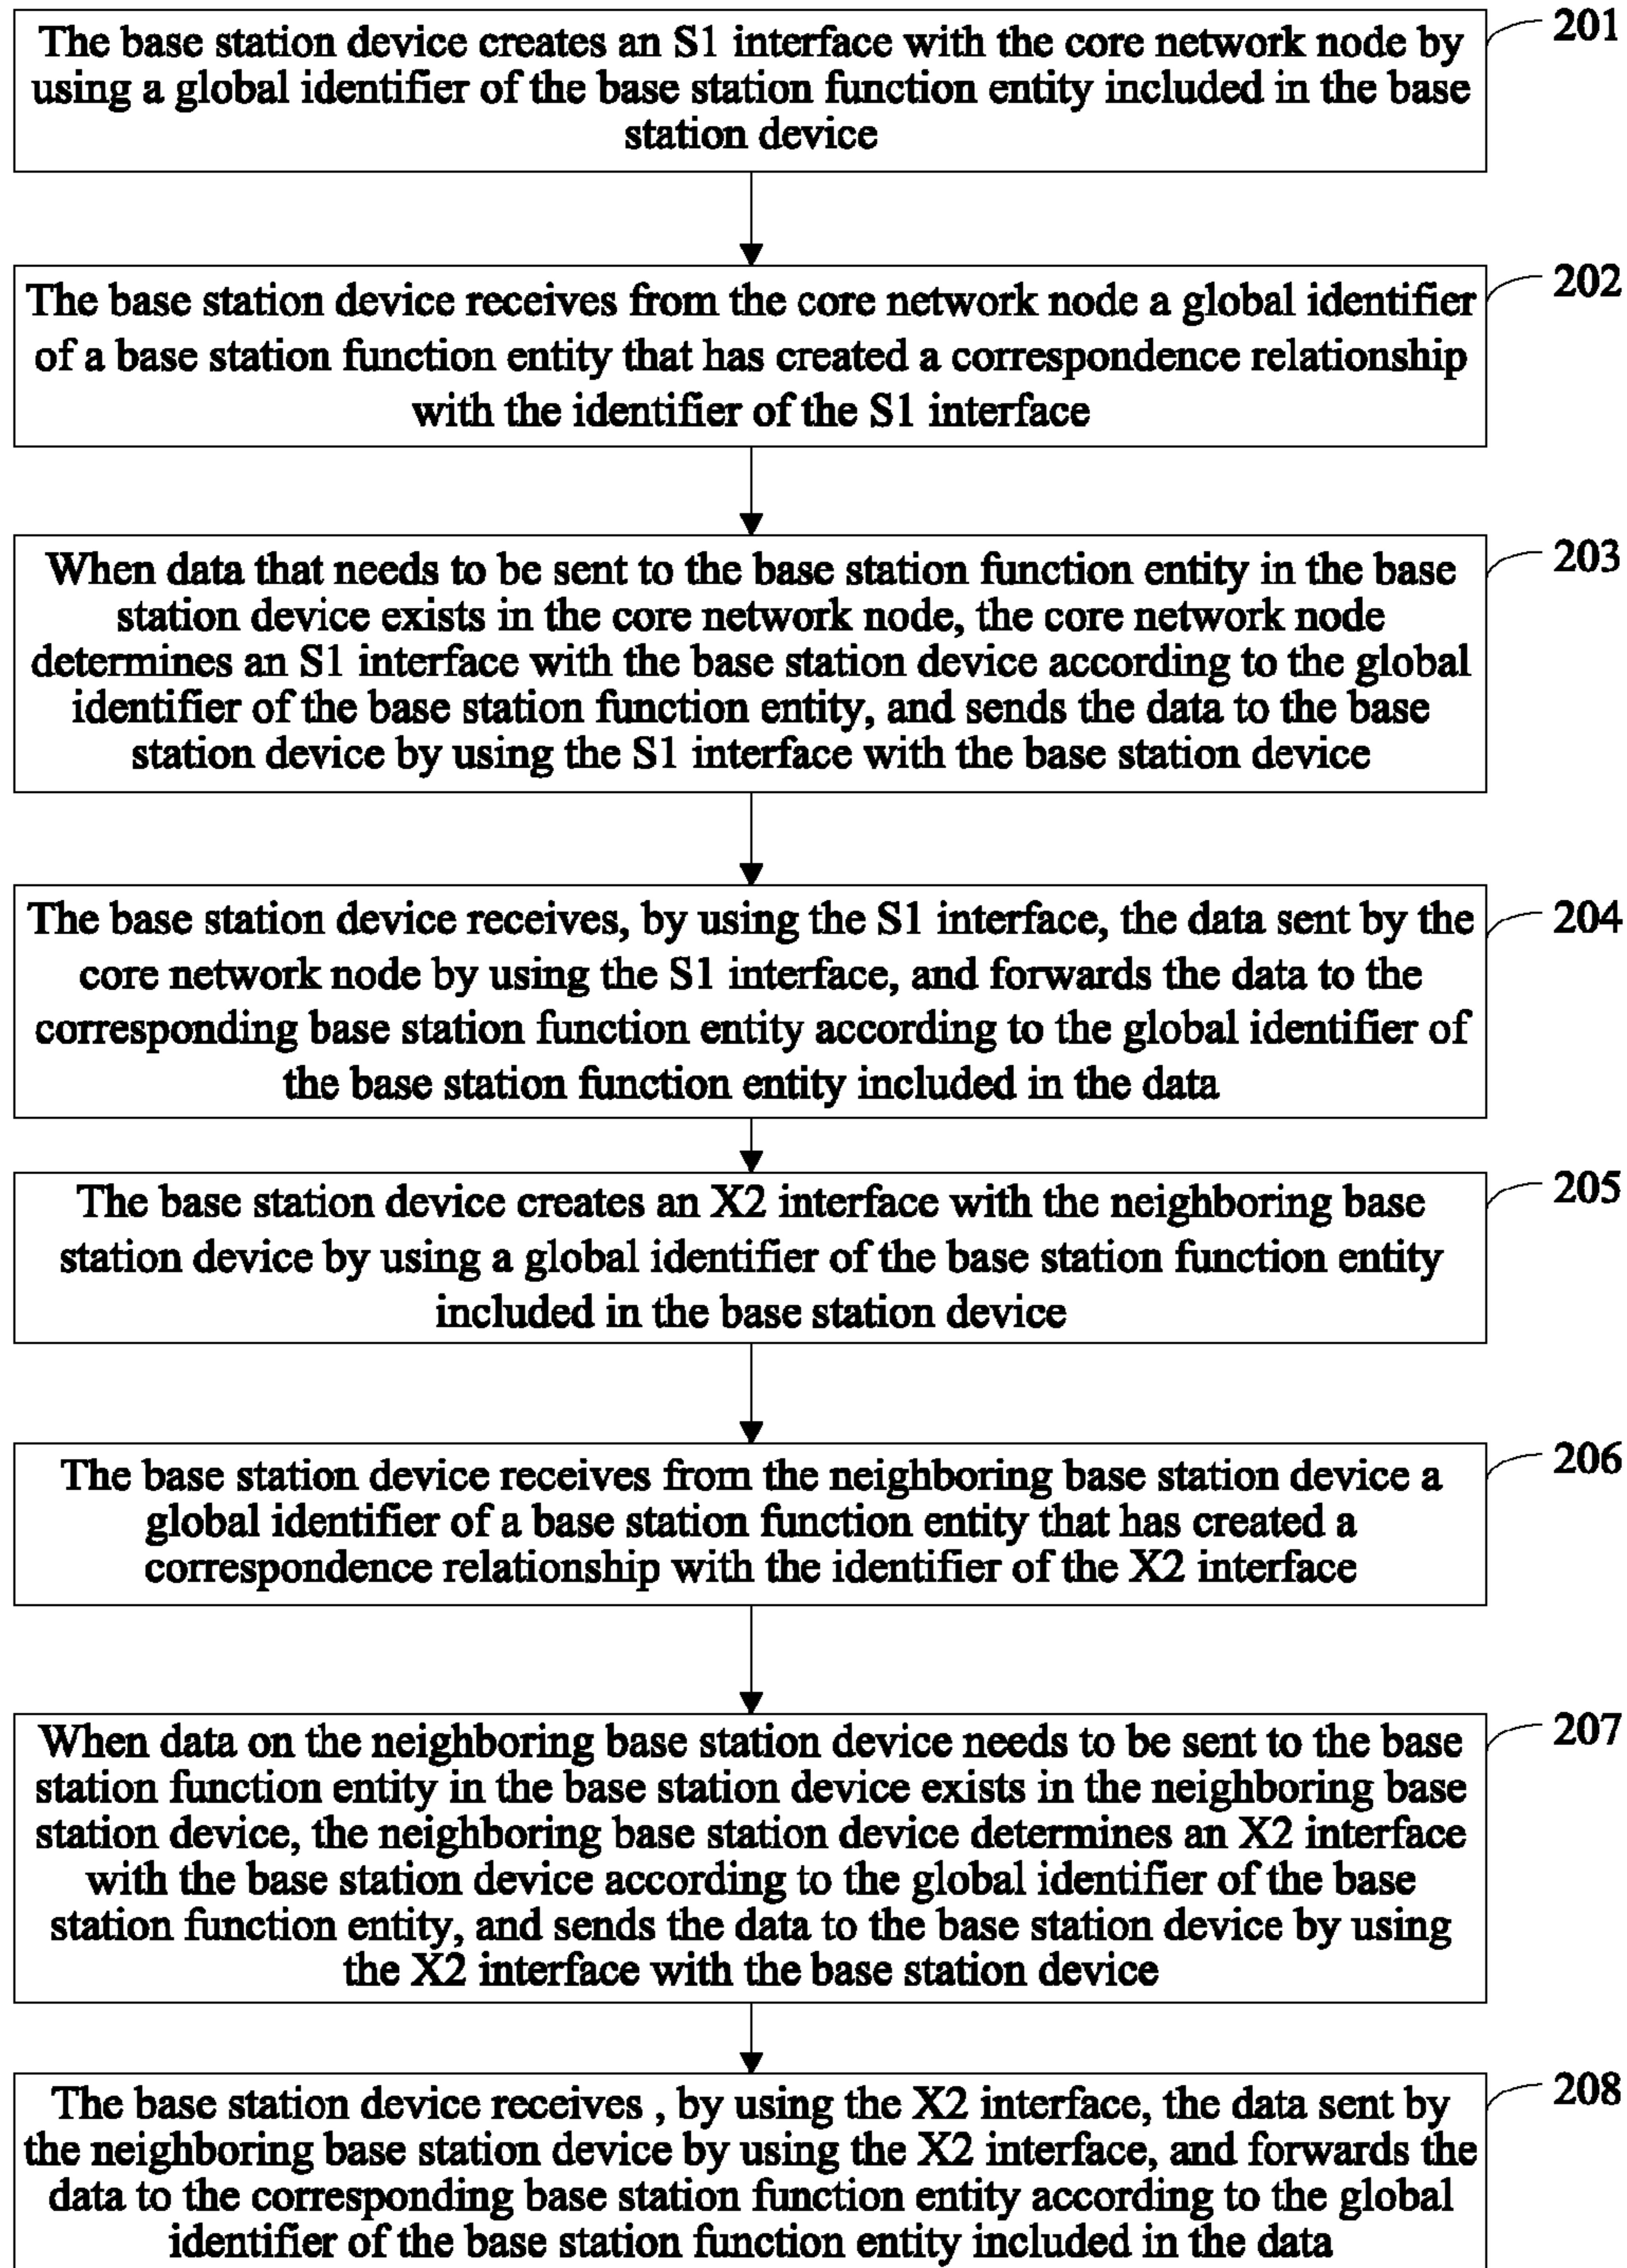 The base station device creates an S1 interface with the core network node by
using a global identifier of the base station function entity included in the base
station device
201
The base station device receives from the core network node a global identifier
of a base station function entity that has created a correspondence relationship
with the identifier of the S1 interface
202
When data that needs to be sent to the base station function entity in the base
station device exists in the core network node, the core network node
determines an S1 interface with the base station device according to the global
identifier of the base station function entity, and sends the data to the base
station device by using the S1 interface with the base station device
203
The base station device receives, by using the S1 interface, the data sent by the
core network node by using the S1 interface, and forwards the data to the
corresponding base station function entity according to the global identifier of
the base station function entity included in the data
204
The base station device creates an X2 interface with the neighboring base
station device by using a global identifier of the base station function entity
included in the base station device
205
The base station device receives from the neighboring base station device a
global identifier of a base station function entity that has created a
correspondence relationship with the identifier of the X2 interface
206
When data on the neighboring base station device needs to be sent to the base
station function entity in the base station device exists in the neighboring base
station device, the neighboring base station device determines an X2 interface
with the base station device according to the global identifier of the base
station function entity, and sends the data to the base station device by using
the X2 interface with the base station device
207
The base station device receives , by using the X2 interface, the data sent by
the neighboring base station device by using the X2 interface, and forwards the
data to the corresponding base station function entity according to the global
identifier of the base station function entity included in the data
208